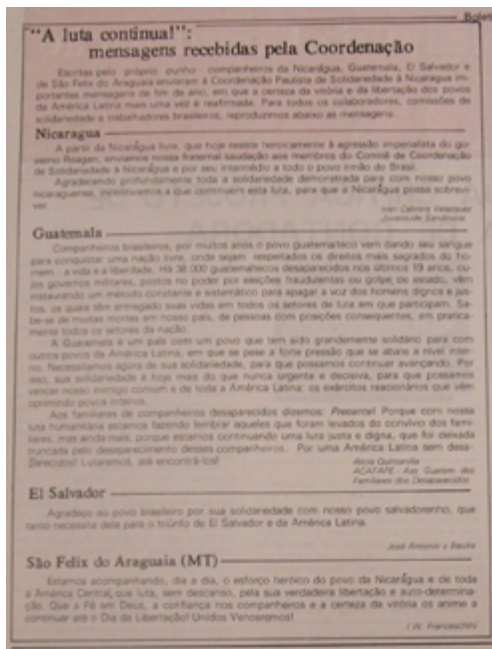 Bolet
"A luta continua!":
mensagens recebidas pela Coordenação
Escritas pelo próprio punho companheiros da Nicarágua, Guatemala, El Salvador e
de São Felix do Araguaia enviaram à Coordenação Paulista de Solidariedade à Nicaragua im-
portantes mensagens de fim de ano, em que a certeza da vitória e da libertação dos povos
da América Latina mais uma vez é reafirmada. Para todos os colaboradores, comissões de
solidariedade e trabalhadores brasileiros, reproduzimos abaixo as mensagens:
Nicaragua
A partir da Nicarágua livre, que hoje resiste heroicamente à agressão imperialista do go-
verno Reagan, enviamos nossa fraternal saudação aos membros do Comitê de Coordenação
de Solidariedade à Nicarágua e por seu intermédio a todo o povo irmão do Brasil.
Agradecendo profundamente toda a solidariedade demonstrada para com nosso povo
nicaraguense, incentivamos a que continuem esta luta, para que a Nicarágua possa sobrevi-
ver.
Ivan Cabrera Velasquez
Juventude Sandinista
Guatemala
Companheiros brasileiros, por muitos anos o povo guatemalteco vem dando seu sangue
para conquistar uma nação livre, onde sejam respeitados os direitos mais sagrados do ho-
mem - a vida e a liberdade. Há 38.000 guatemaltecos desaparecidos nos últimos 19 anos, cu-
jos governos militares, postos no poder por eleições fraudulentas ou golpe de estado, vêm
instaurando um método constante e sistemático para apagar a voz dos homens dignos e jus-
tos, os quais têm entregado suas vidas em todos os setores de luta em que participam. Sa-
be-se de muitas mortes em nosso país, de pessoas com posições consequentes, em pratica-
mente todos os setores da nação.
A Guatemala é um país com um povo que tem sido grandemente solidário para com
outros povos da América Latina, em que se pese a forte pressão que se abate a nível inter-
no. Necessitamos agora de sua solidariedade, para que possamos continuar avançando. Por
isso, sua solidariedade é hoje mais do que nunca urgente e decisiva, para que possamos
vencer nosso inimigo comum e de toda a América Latina: os exércitos reacionários que vêm
oprimindo povos inteiros.
Aos familiares de companheiros desaparecidos dizemos: Presente! Porque com nossa
luta humanitária estamos fazendo lembrar aqueles que foram levados do convívio dos fami-
liares, mas ainda mais, porque estamos continuando uma luta justa e digna, que foi deixada
truncada pelo desaparecimento desses companheiros. Por uma América Latina sem desa-
parecidos! Lutaremos, até encontrá-los!
Alicia Quintanilla
ACAFAPE - Ass. Guatem. dos
Familiares dos Desaparecidos
El Salvador
Agradeço ao povo brasileiro por sua solidariedade com nosso povo salvadorenho, que
tanto necessita dela para o triunfo de El Salvador e da América Latina.
José Antonio y Rautia
São Felix do Araguaia (MT)
Estamos acompanhando, dia a dia, o esforço heróico do povo da Nicarágua e de toda
a América Central, que luta, sem descanso, pela sua verdadeira libertação e auto-determina-
ção. Que a Fé em Deus, a confiança nos companheiros e a certeza da vitória os anime a
continuar até o Dia da Libertação! Unidos Venceremos!
I.W. Franceschini